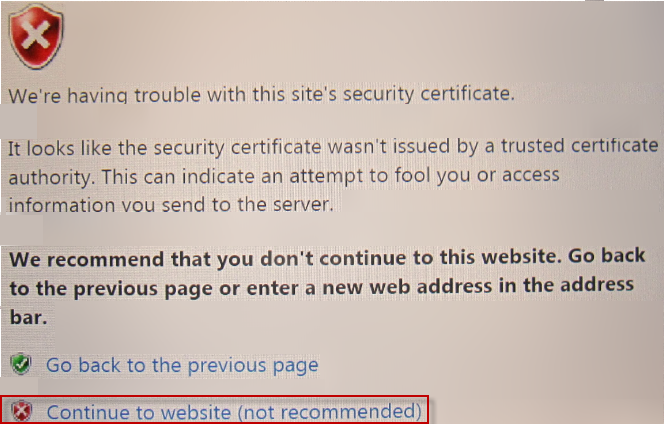 We're having trouble with this site's security certificate.
It looks like the security certificate wasn't issued by a trusted certificate
authority. This can indicate an attempt to fool you or access
information you send to the server.
We recommend that you don't continue to this website. Go back
to the previous page or enter a new web address in the address
bar.
Go back to the previous page
Continue to website (not recommended)